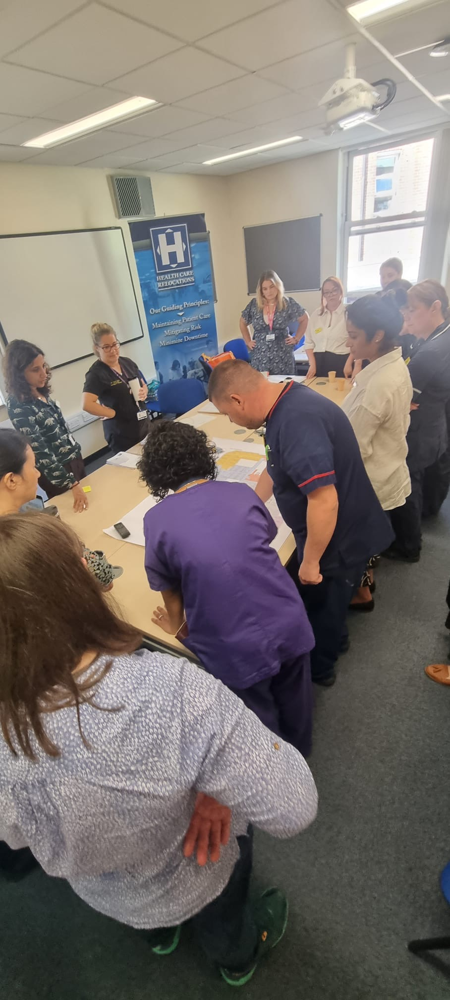 H
HEALTH CARE
RELOCATIONS
Our Guiding Principles:
Maintaining Patient Care
Mitigating Risk
Minimize Downtime